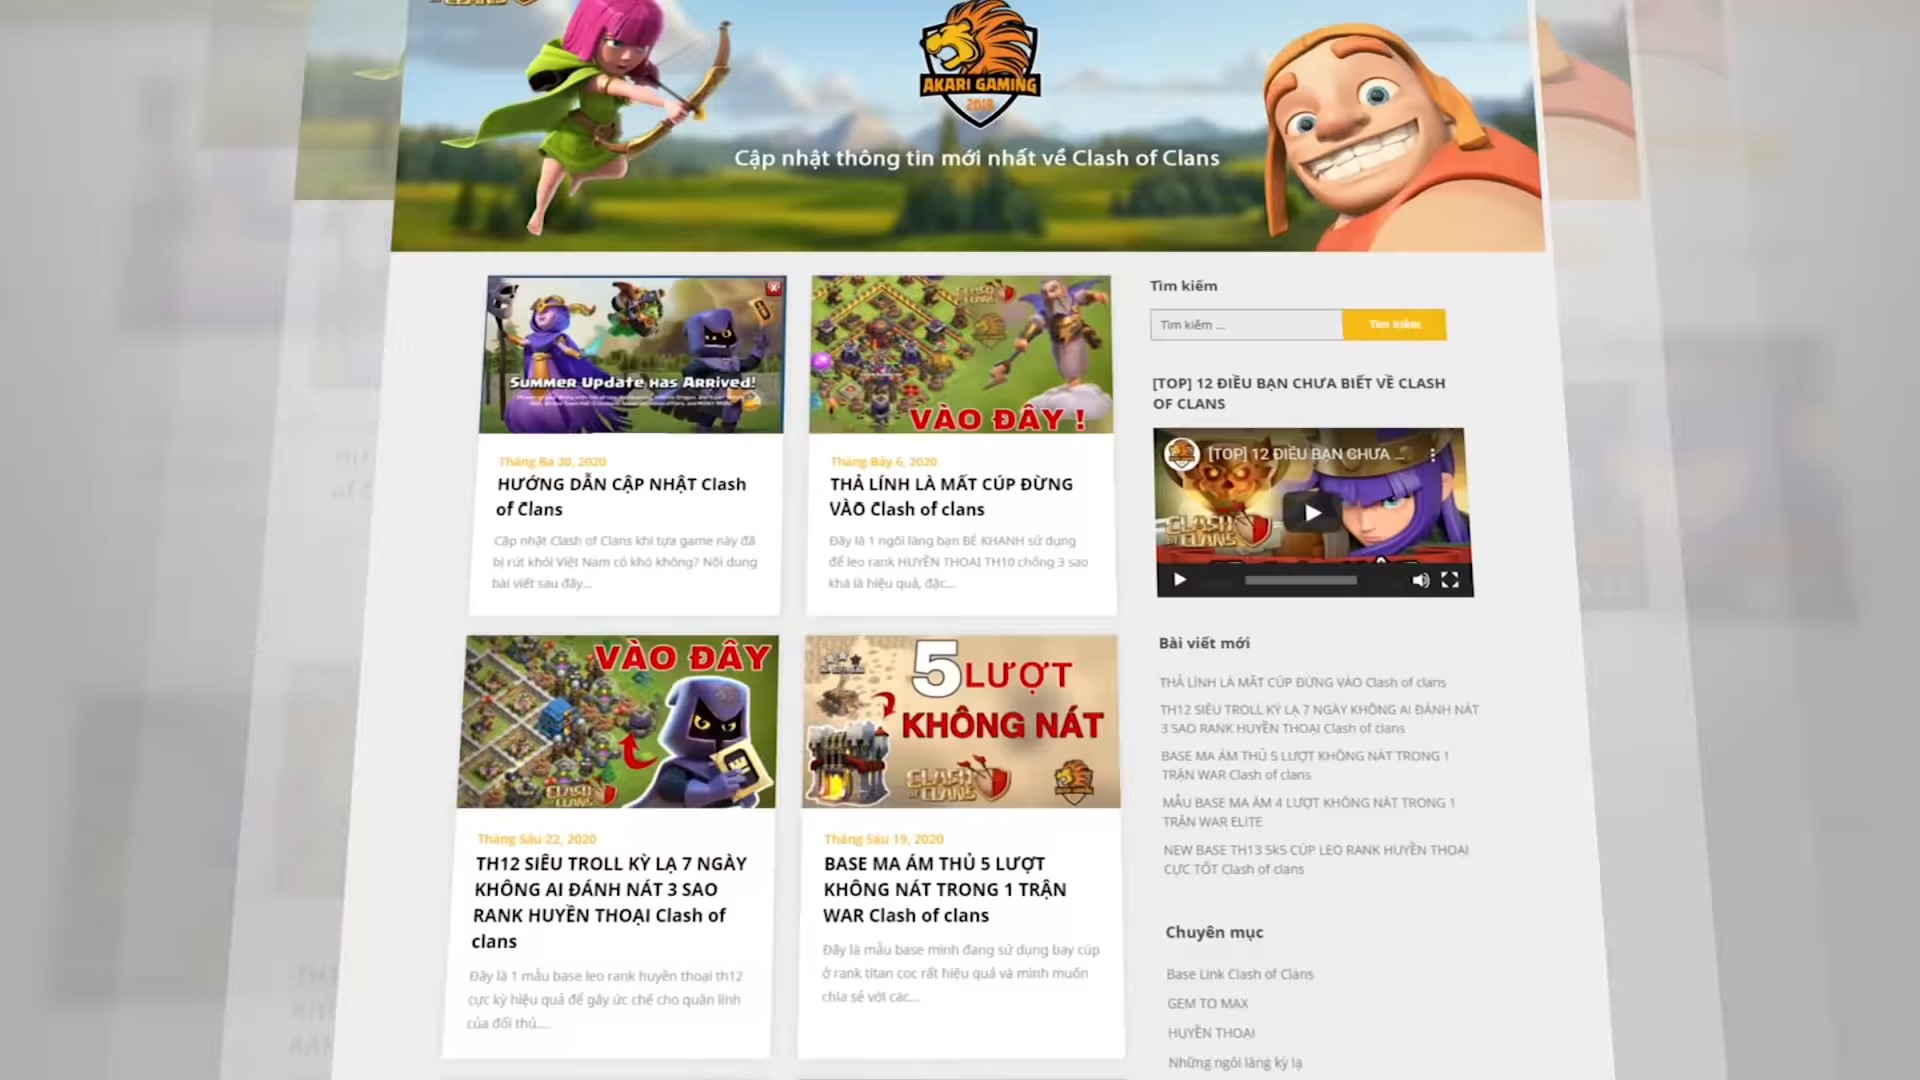 AKARI GAMING
2018
Cập nhật thông tin mới nhất về Clash of Clans
Summer Update has Arrived!
Tháng Ba 30, 2020
HƯỚNG DẪN CẬP NHẬT Clash
of Clans
Cập nhật Clash of Clans khi tựa game này đã
bị rút khỏi Việt Nam có khó không? Nội dung
bài viết sau đây...
VÀO ĐÂY !
Tháng Bảy 6, 2020
THẢ LÍNH LÀ MẤT CÚP ĐỪNG
VÀO Clash of clans
Đây là 1 ngôi làng bạn BÉ KHANH sử dụng
để leo rank HUYỀN THOẠI TH10 chống 3 sao
khá là hiệu quả, đặc...
VÀO ĐÂY
CLASH OF CLANS
Tháng Sáu 22, 2020
TH12 SIÊU TROLL KỲ LẠ 7 NGÀY
KHÔNG AI ĐÁNH NÁT 3 SAO
RANK HUYỀN THOẠI Clash of
clans
Đây là 1 mẫu base leo rank huyền thoại th12
cực kỳ hiệu quả để gây ức chế cho quân lính
của đối thủ....
5 LƯỢT
KHÔNG NÁT
CLASH OF CLANS
AKARI GAMING
Tháng Sáu 19, 2020
BASE MA ÁM THỦ 5 LƯỢT
KHÔNG NÁT TRONG 1 TRẬN
WAR Clash of clans
Đây là mẫu base mình đang sử dụng bay cúp
ở rank titan coc rất hiệu quả và mình muốn
chia sẻ với các...
Tìm kiếm
Tìm kiếm ...
Tìm kiếm
[TOP] 12 ĐIỀU BẠN CHƯA BIẾT VỀ CLASH
OF CLANS
[TOP] 12 ĐIỀU BẠN CHƯA ...
CLASH OF CLANS
Bài viết mới
THẢ LÍNH LÀ MẤT CÚP ĐỪNG VÀO Clash of clans
TH12 SIÊU TROLL KỲ LẠ 7 NGÀY KHÔNG AI ĐÁNH NÁT
3 SAO RANK HUYỀN THOẠI Clash of clans
BASE MA ÁM THỦ 5 LƯỢT KHÔNG NÁT TRONG 1
TRẬN WAR Clash of clans
MẪU BASE MA ÁM 4 LƯỢT KHÔNG NÁT TRONG 1
TRẬN WAR ELITE
NEW BASE TH13 5k5 CÚP LEO RANK HUYỀN THOẠI
CỰC TỐT Clash of clans
Chuyên mục
Base Link Clash of Clans
GEM TO MAX
HUYỀN THOẠI
Những ngôi làng kỳ lạ